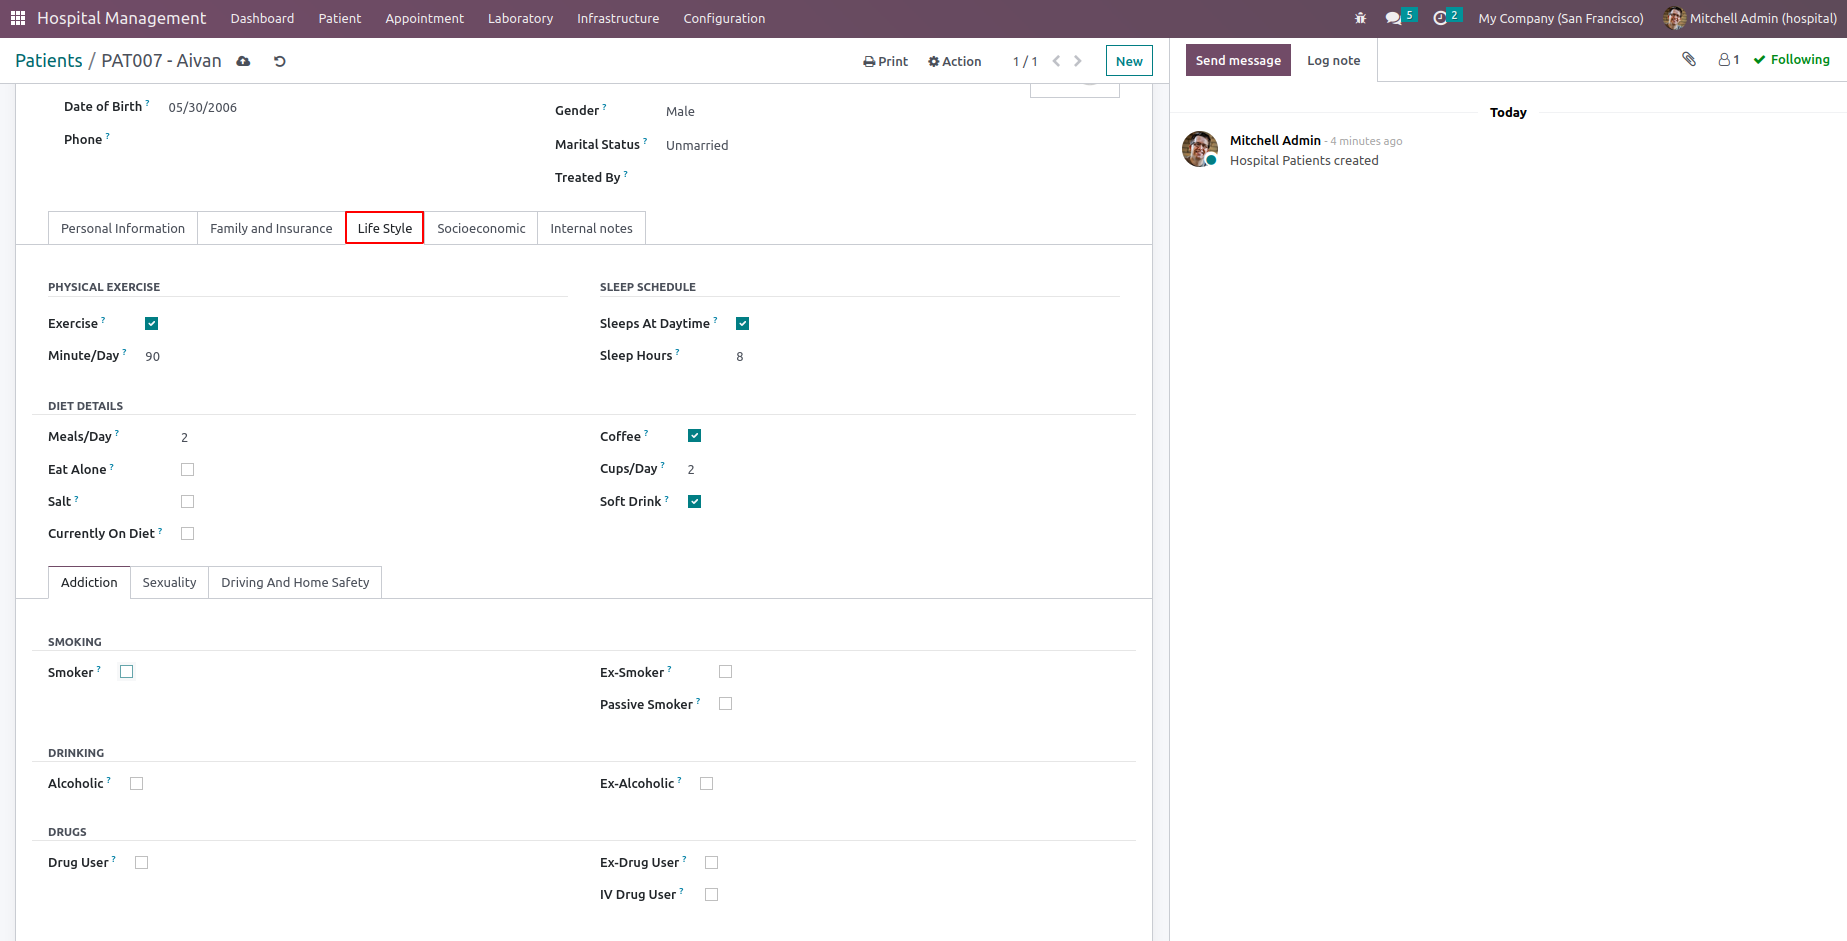 Hospital Management Dashboard Patient Appointment Laboratory Infrastructure Configuration 5 2 My Company (San Francisco) Mitchell Admin (hospital)
Patients / PAT007 - Aivan Print Action 1 / 1 New
Date of Birth ? 05/30/2006
Phone ?
Gender ? Male
Marital Status ? Unmarried
Treated By ?
Personal Information Family and Insurance Life Style Socioeconomic Internal notes
PHYSICAL EXERCISE
Exercise ?
Minute/Day ? 90
SLEEP SCHEDULE
Sleeps At Daytime ?
Sleep Hours ? 8
DIET DETAILS
Meals/Day ? 2
Eat Alone ?
Salt ?
Currently On Diet ?
Coffee ?
Cups/Day ? 2
Soft Drink ?
Addiction Sexuality Driving And Home Safety
SMOKING
Smoker ?
Ex-Smoker ?
Passive Smoker ?
DRINKING
Alcoholic ?
Ex-Alcoholic ?
DRUGS
Drug User ?
Ex-Drug User ?
IV Drug User ?
Send message Log note 1 Following
Today
Mitchell Admin - 4 minutes ago
Hospital Patients created